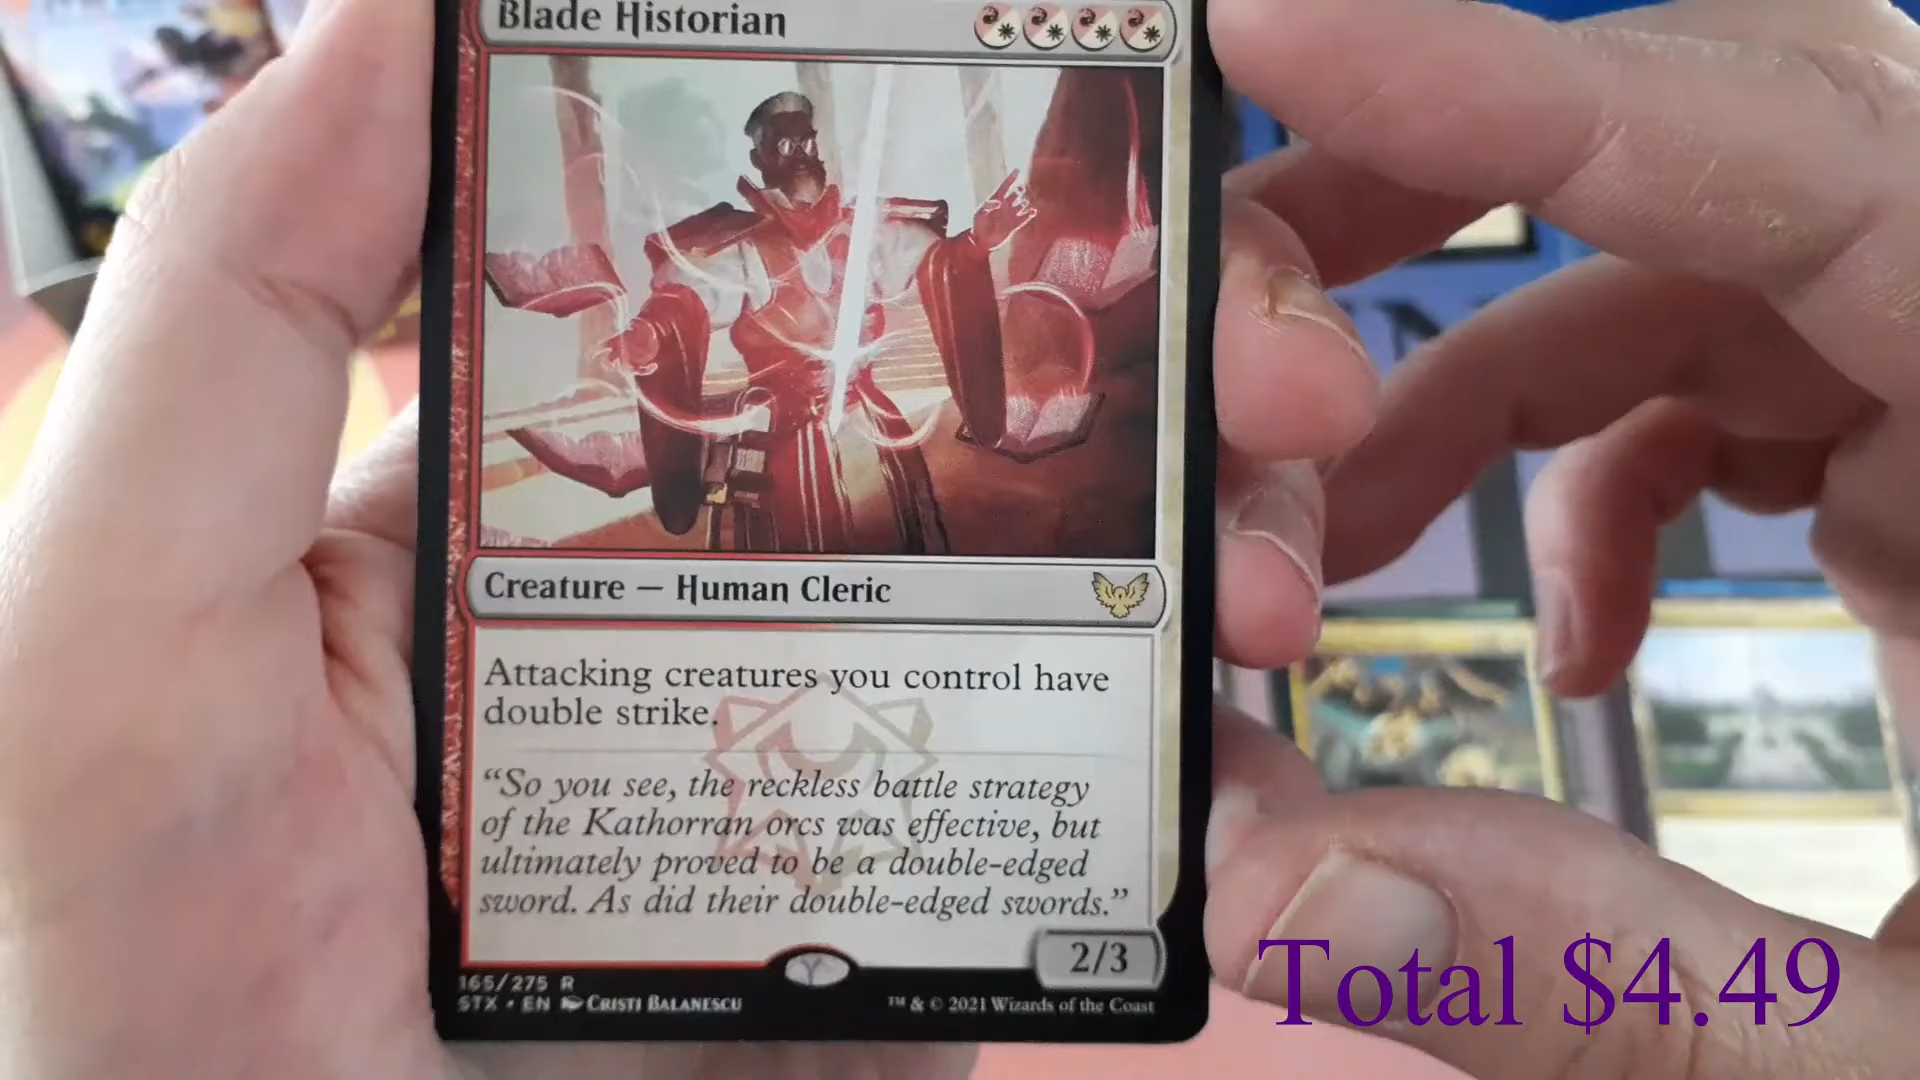 Blade Historian
Creature — Human Cleric
Attacking creatures you control have
double strike.
“So you see, the reckless battle strategy
of the Kathorran orcs was effective, but
ultimately proved to be a double-edged
sword. As did their double-edged swords.”
2/3
165/275 R
STX • EN CRISTI BALANESCU
™ & © 2021 Wizards of the Coast
Total $4.49